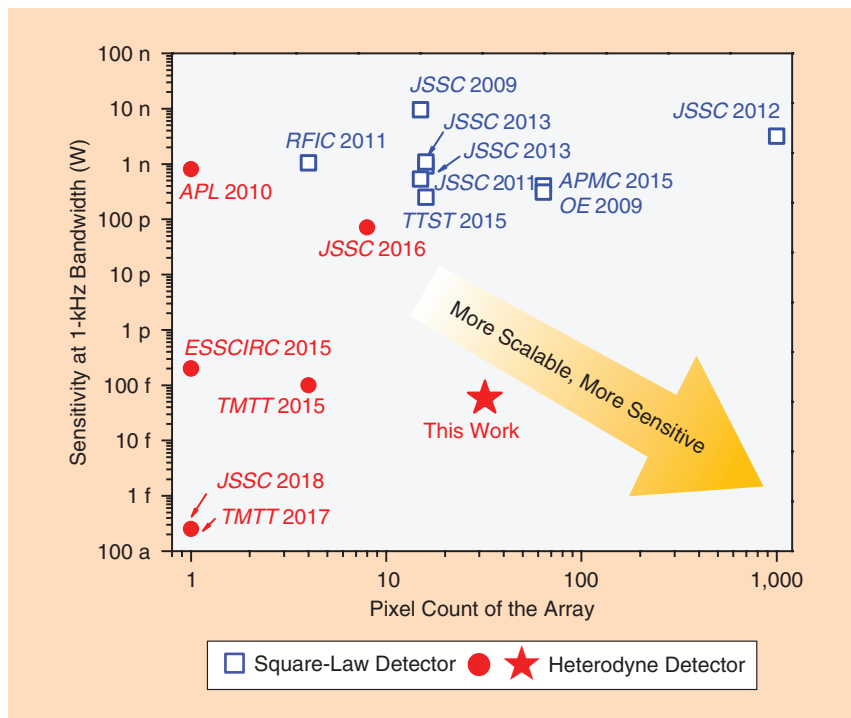 100 n
10 n
1 n
100 p
10 p
1 p
100 f
10 f
1 f
100 a
Sensitivity at 1-kHz Bandwidth (W)
JSSC 2009
JSSC 2012
JSSC 2013
RFIC 2011
JSSC 2013
APL 2010
JSSC 2011
APMC 2015
OE 2009
TTST 2015
JSSC 2016
More Scalable, More Sensitive
ESSCIRC 2015
TMTT 2015
This Work
JSSC 2018
TMTT 2017
1
10
100
1,000
Pixel Count of the Array
Square-Law Detector
Heterodyne Detector